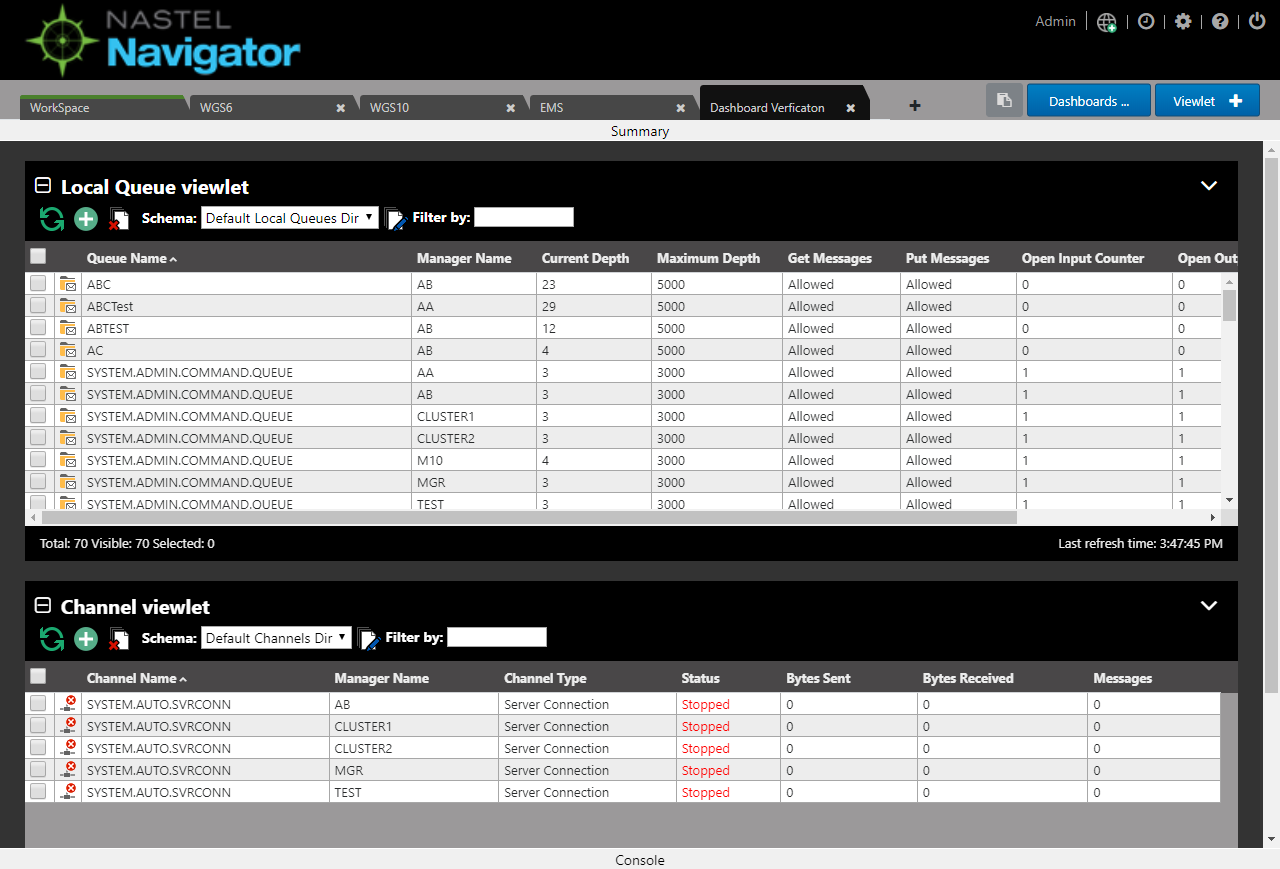 NASTEL
Navigator
Admin
WorkSpace WGS6 WGS10 EMS Dashboard Verficaton Dashboards ... Viewlet
Summary
Local Queue viewlet
Schema: Default Local Queues Dir Filter by:
Queue Name Manager Name Current Depth Maximum Depth Get Messages Put Messages Open Input Counter Open Out
ABC AB 23 5000 Allowed Allowed 0 0
ABCTest AA 29 5000 Allowed Allowed 0 0
ABTEST AB 12 5000 Allowed Allowed 0 0
AC AB 4 5000 Allowed Allowed 0 0
SYSTEM.ADMIN.COMMAND.QUEUE AA 3 3000 Allowed Allowed 1 1
SYSTEM.ADMIN.COMMAND.QUEUE AB 3 3000 Allowed Allowed 1 1
SYSTEM.ADMIN.COMMAND.QUEUE CLUSTER1 3 3000 Allowed Allowed 1 1
SYSTEM.ADMIN.COMMAND.QUEUE CLUSTER2 3 3000 Allowed Allowed 1 1
SYSTEM.ADMIN.COMMAND.QUEUE M10 4 3000 Allowed Allowed 1 1
SYSTEM.ADMIN.COMMAND.QUEUE MGR 3 3000 Allowed Allowed 1 1
SYSTEM.ADMIN.COMMAND.QUEUE TEST 3 3000 Allowed Allowed 1 1
Total: 70 Visible: 70 Selected: 0 Last refresh time: 3:47:45 PM
Channel viewlet
Schema: Default Channels Dir Filter by:
Channel Name Manager Name Channel Type Status Bytes Sent Bytes Received Messages
SYSTEM.AUTO.SVRCONN AB Server Connection Stopped 0 0 0
SYSTEM.AUTO.SVRCONN CLUSTER1 Server Connection Stopped 0 0 0
SYSTEM.AUTO.SVRCONN CLUSTER2 Server Connection Stopped 0 0 0
SYSTEM.AUTO.SVRCONN MGR Server Connection Stopped 0 0 0
SYSTEM.AUTO.SVRCONN TEST Server Connection Stopped 0 0 0
Console